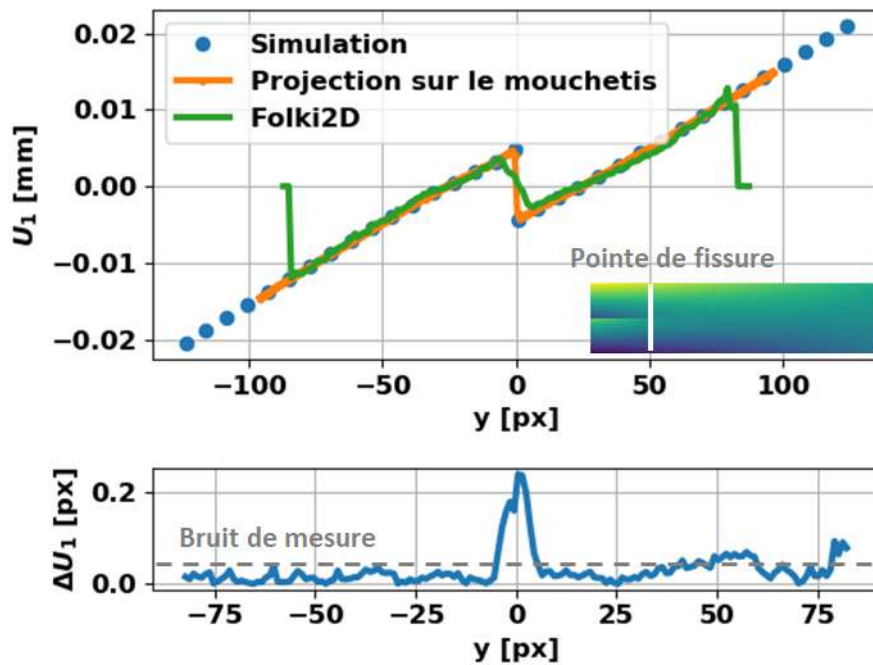 0.02
0.01
0.00
−0.01
−0.02
U₁ [mm]
Simulation
Projection sur le mouchetis
Folki2D
Pointe de fissure
−100 −50 0 50 100
y [px]
0.2
0.0
ΔU₁ [px]
Bruit de mesure
−75 −50 −25 0 25 50 75
y [px]